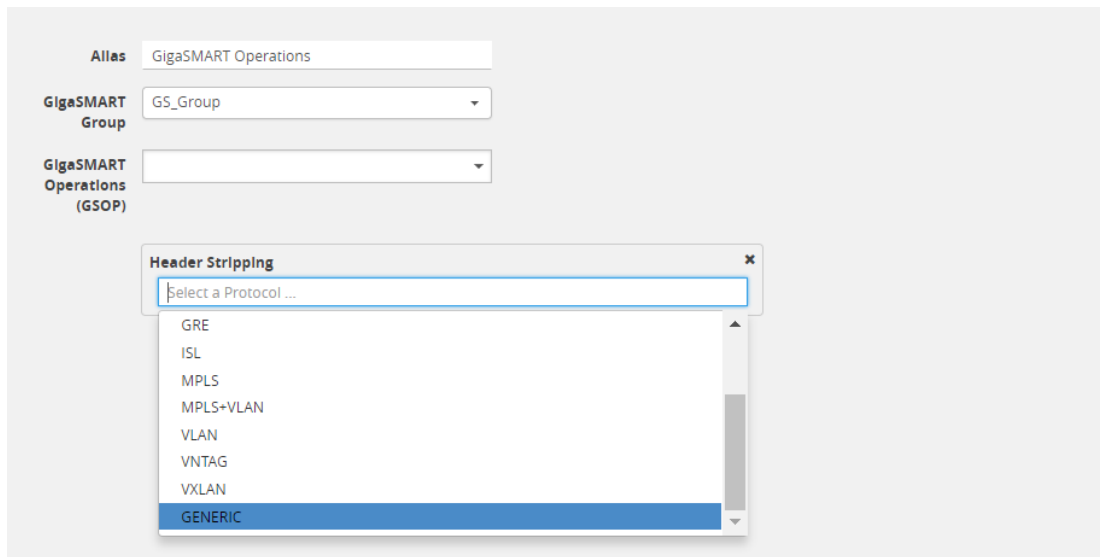 Alias
GigaSMART Operations
GigaSMART
Group
GS_Group
GigaSMART
Operations
(GSOP)
Header Stripping
Select a Protocol ...
GRE
ISL
MPLS
MPLS+VLAN
VLAN
VNTAG
VXLAN
GENERIC